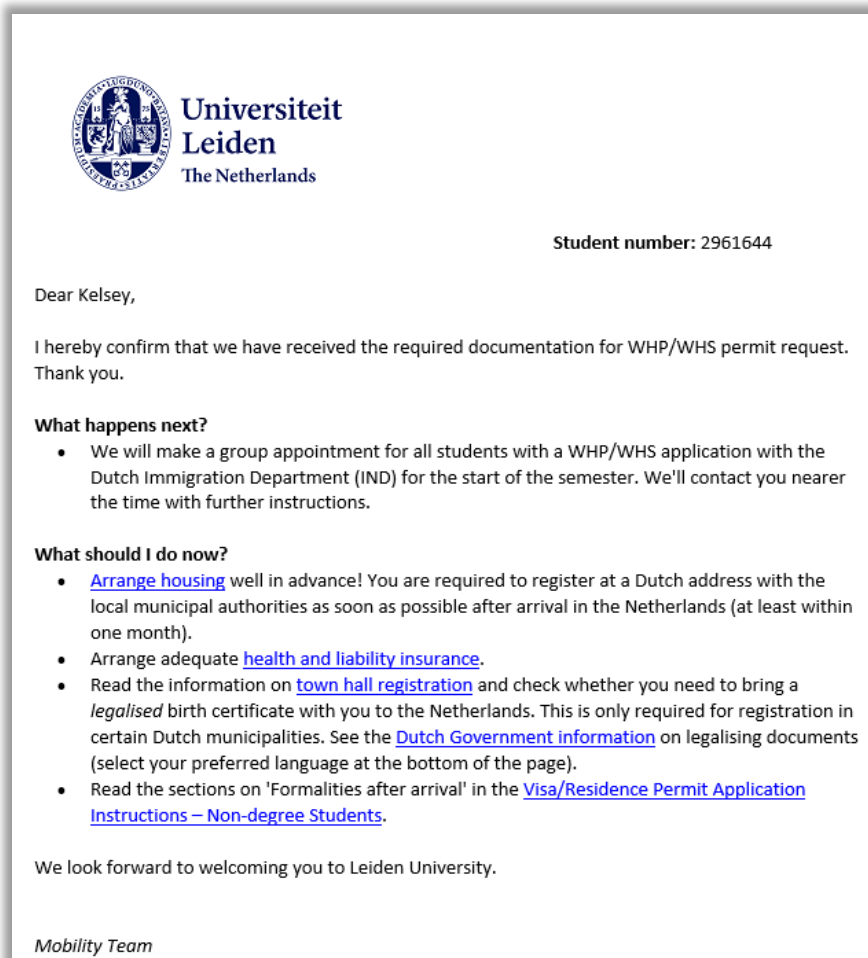 Universiteit
Leiden
The Netherlands
Student number: 2961644
Dear Kelsey,
I hereby confirm that we have received the required documentation for WHP/WHS permit request.
Thank you.
What happens next?
• We will make a group appointment for all students with a WHP/WHS application with the
Dutch Immigration Department (IND) for the start of the semester. We'll contact you nearer
the time with further instructions.
What should I do now?
• Arrange housing well in advance! You are required to register at a Dutch address with the
local municipal authorities as soon as possible after arrival in the Netherlands (at least within
one month).
• Arrange adequate health and liability insurance.
• Read the information on town hall registration and check whether you need to bring a
legalised birth certificate with you to the Netherlands. This is only required for registration in
certain Dutch municipalities. See the Dutch Government information on legalising documents
(select your preferred language at the bottom of the page).
• Read the sections on 'Formalities after arrival' in the Visa/Residence Permit Application
Instructions – Non-degree Students.
We look forward to welcoming you to Leiden University.
Mobility Team